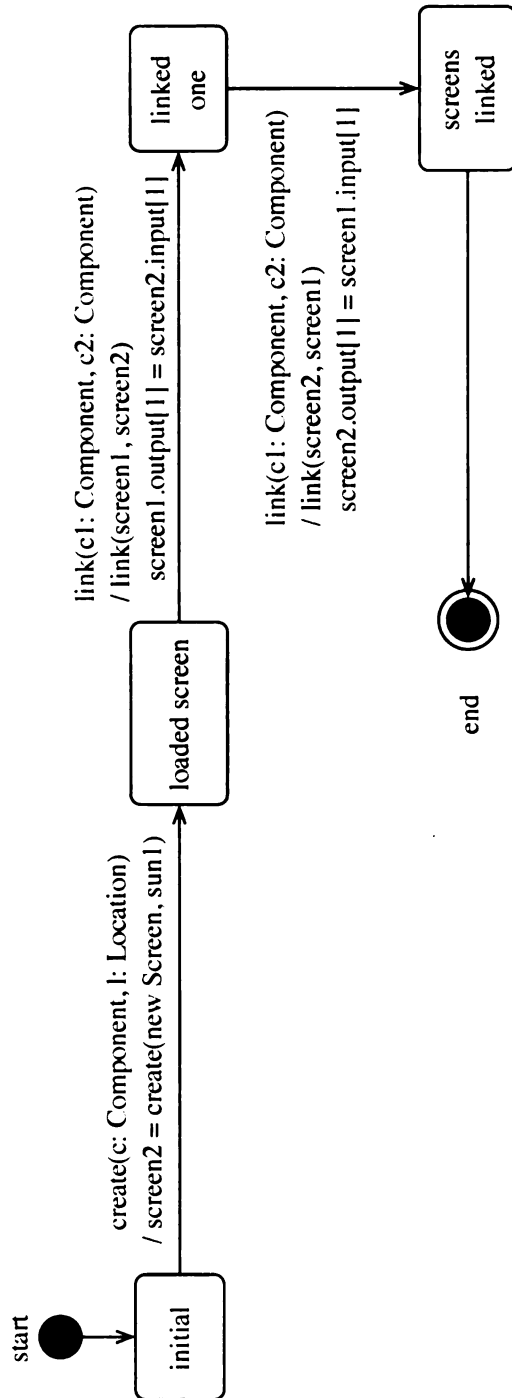 start
initial
create(c: Component, l: Location)
/ screen2 = create(new Screen, sun1)
loaded screen
link(c1: Component, c2: Component)
/ link(screen1, screen2)
screen1.output[1] = screen2.input[1]
linked
one
link(c1: Component, c2: Component)
/ link(screen2, screen1)
screen2.output[1] = screen1.input[1]
screens
linked
end